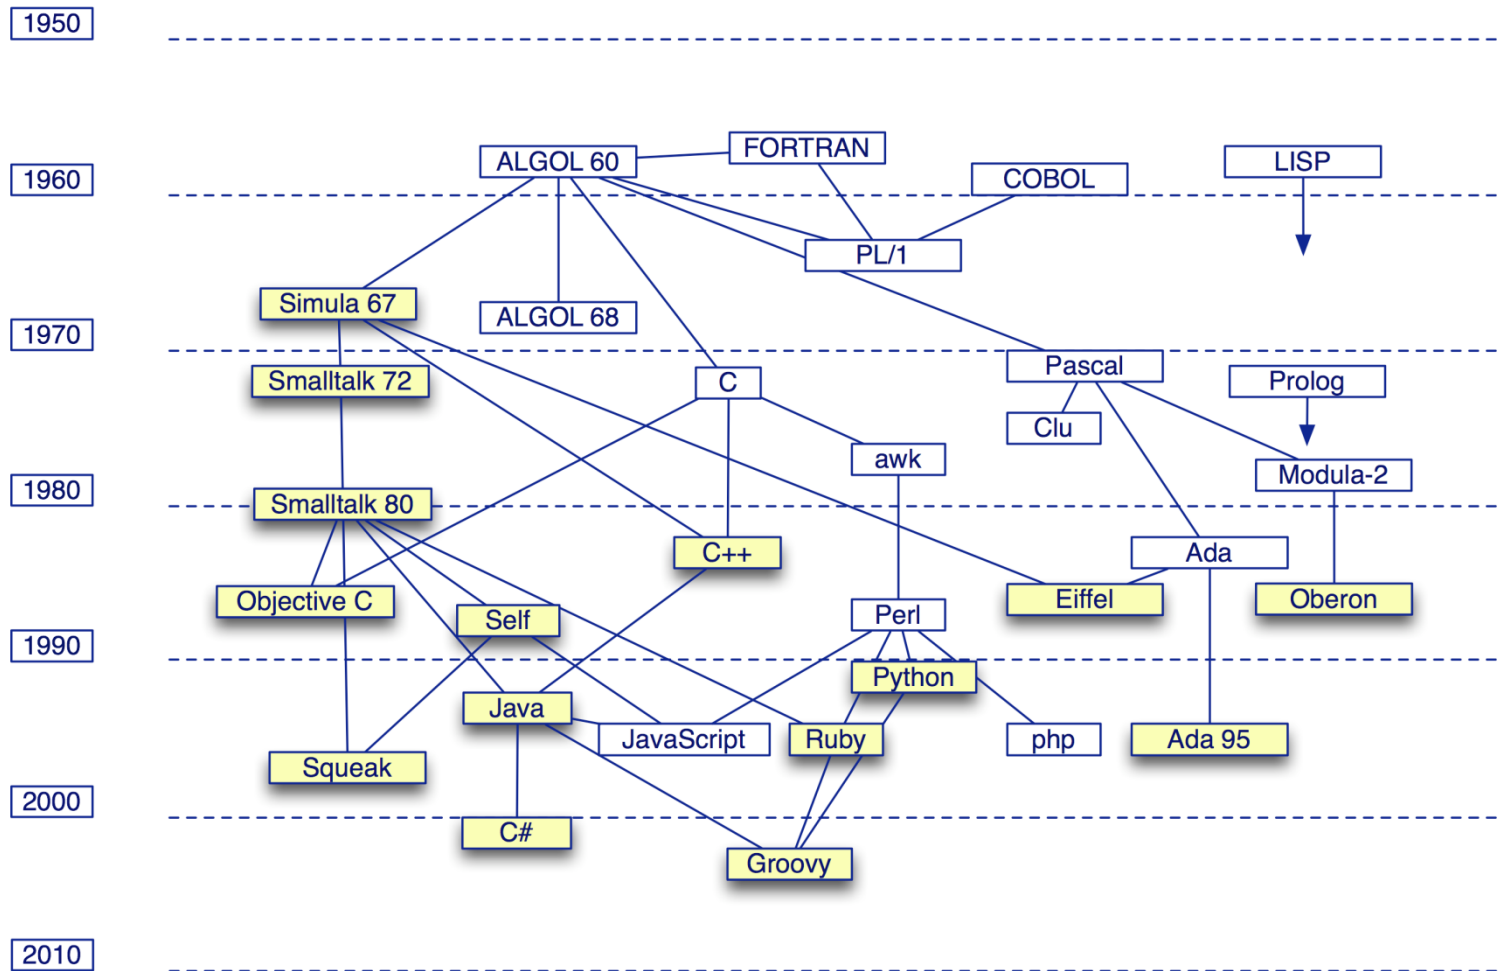 1950
FORTRAN
ALGOL 60
LISP
1960
COBOL
PL/1
Simula 67
ALGOL 68
1970
Pascal
Smalltalk 72
C
Prolog
Clu
awk
Modula-2
1980
Smalltalk 80
C++
Ada
Objective C
Eiffel
Oberon
Self
Perl
1990
Python
Java
JavaScript
Ruby
php
Ada 95
Squeak
2000
C#
Groovy
2010